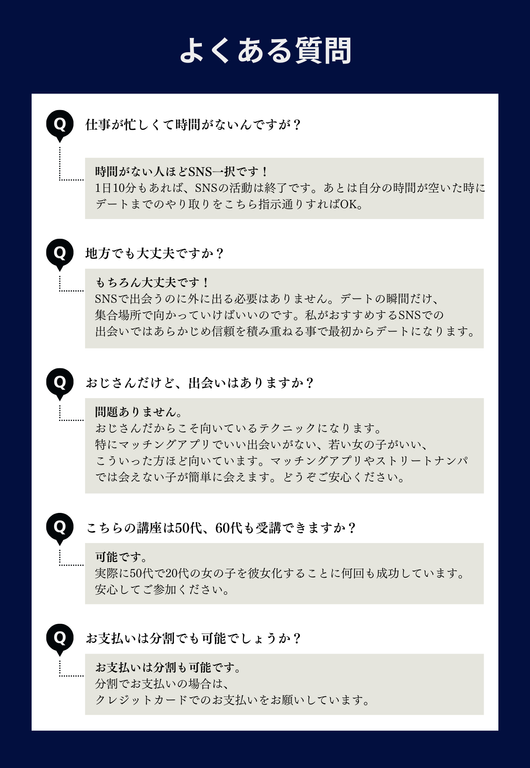 よくある質問
Q 仕事が忙しくて時間がないんですが？
時間がない人ほどSNS一択です！
1日10分もあれば、SNSの活動は終了です。あとは自分の時間が空いた時に
デートまでのやり取りをこちら指示通りすればOK。
Q 地方でも大丈夫ですか？
もちろん大丈夫です！
SNSで出会うのに外に出る必要はありません。デートの瞬間だけ、
集合場所で向かっていけばいいのです。私がおすすめするSNSでの
出会いではあらかじめ信頼を積み重ねる事で最初からデートになります。
Q おじさんだけど、出会いはありますか？
問題ありません。
おじさんだからこそ向いているテクニックになります。
特にマッチングアプリでいい出会いがない、若い女の子がいい、
こういった方ほど向いています。マッチングアプリやストリートナンパ
では会えない子が簡単に会えます。どうぞご安心ください。
Q こちらの講座は50代、60代も受講できますか？
可能です。
実際に50代で20代の女の子を彼女化することに何回も成功しています。
安心してご参加ください。
Q お支払いは分割でも可能でしょうか？
お支払いは分割も可能です。
分割でお支払いの場合は、
クレジットカードでのお支払いをお願いしています。